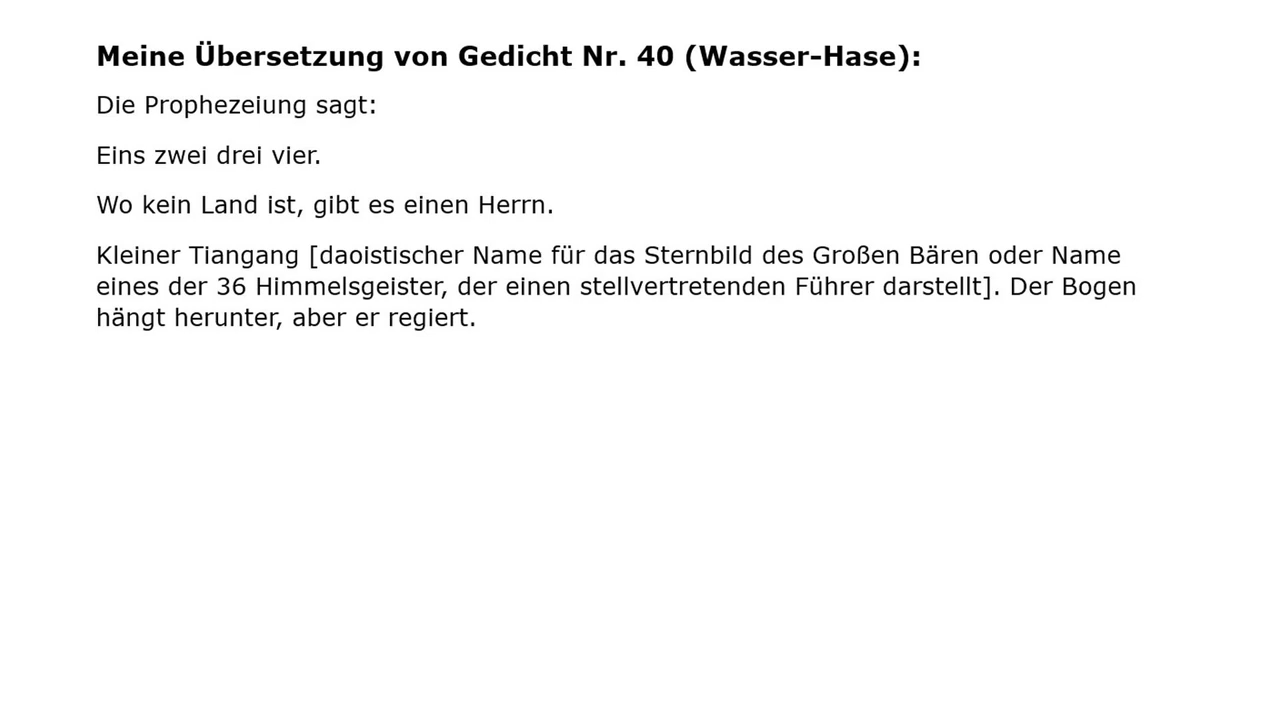 Meine Übersetzung von Gedicht Nr. 40 (Wasser-Hase):
Die Prophezeiung sagt:
Eins zwei drei vier.
Wo kein Land ist, gibt es einen Herrn.
Kleiner Tiangang [daoistischer Name für das Sternbild des Großen Bären oder Name
eines der 36 Himmelsgeister, der einen stellvertretenden Führer darstellt]. Der Bogen
hängt herunter, aber er regiert.